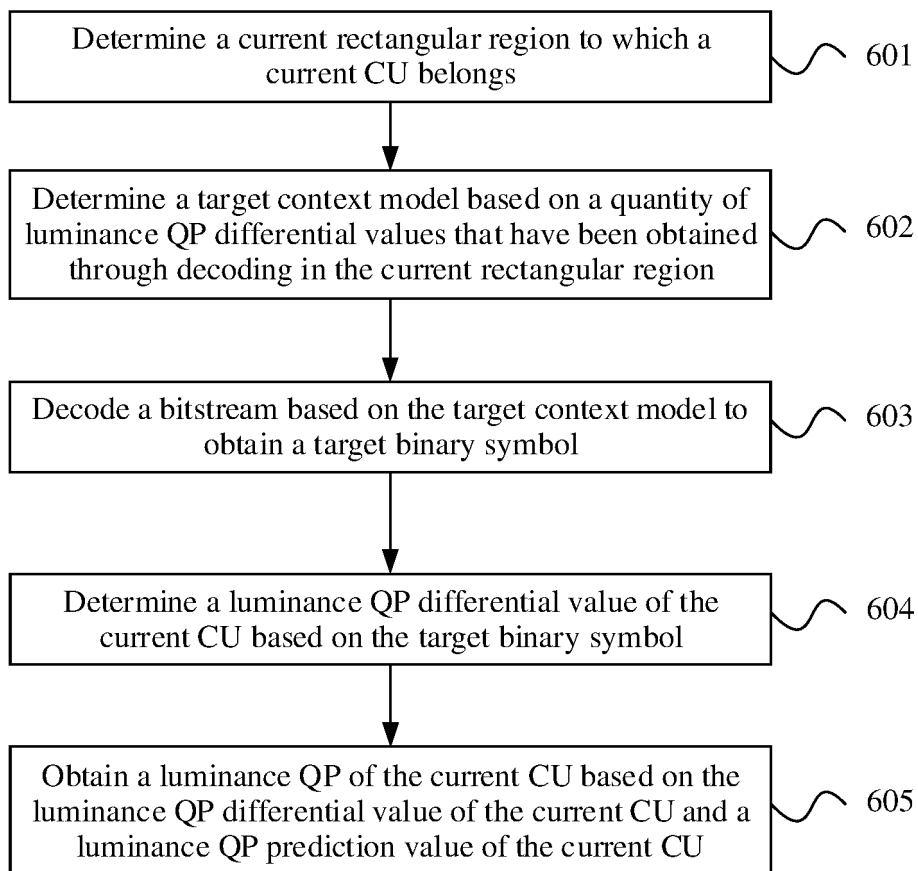 Determine a current rectangular region to which a
current CU belongs
601
Determine a target context model based on a quantity of
luminance QP differential values that have been obtained
through decoding in the current rectangular region
602
Decode a bitstream based on the target context model to
obtain a target binary symbol
603
Determine a luminance QP differential value of the
current CU based on the target binary symbol
604
Obtain a luminance QP of the current CU based on the
luminance QP differential value of the current CU and a
luminance QP prediction value of the current CU
605